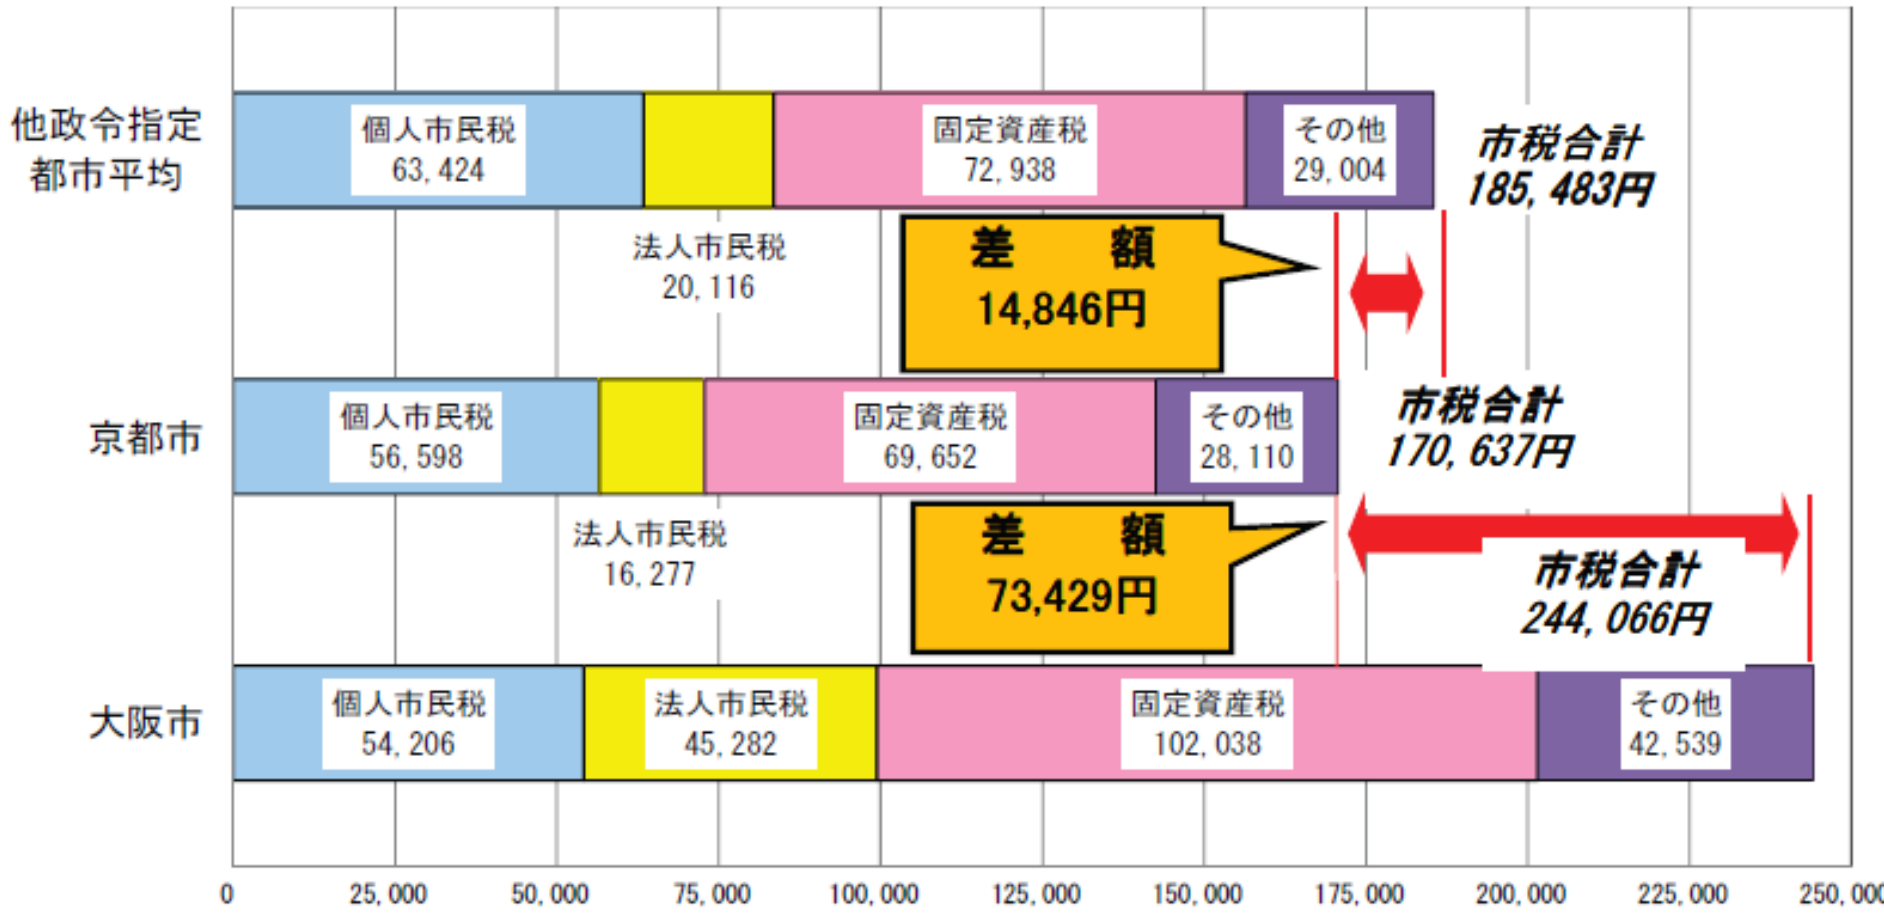 他政令指定
都市平均
個人市民税
63,424
固定資産税
72,938
その他
29,004
市税合計
185,483円
法人市民税
20,116
差　額
14,846円
京都市
個人市民税
56,598
固定資産税
69,652
その他
28,110
市税合計
170,637円
法人市民税
16,277
差　額
73,429円
市税合計
244,066円
大阪市
個人市民税
54,206
法人市民税
45,282
固定資産税
102,038
その他
42,539
0 25,000 50,000 75,000 100,000 125,000 150,000 175,000 200,000 225,000 250,000